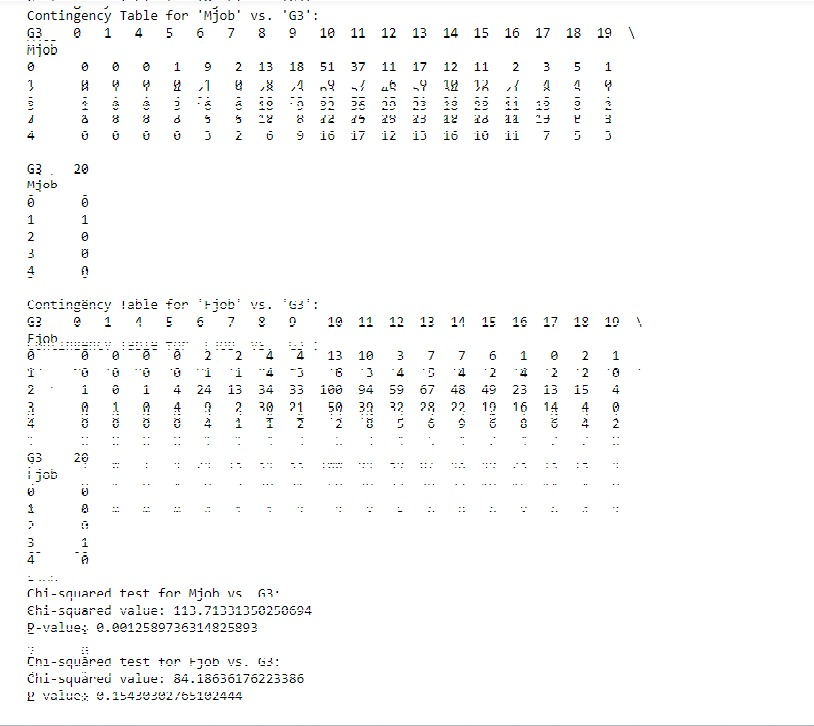 Contingency Table for 'Mjob' vs. 'G3':
G3 0 1 4 5 6 7 8 9 10 11 12 13 14 15 16 17 18 19 \
Mjob
0 0 0 0 1 9 2 13 18 51 37 11 17 12 11 2 3 5 1
4 0 0 0 0 3 2 6 9 16 17 12 13 16 10 11 7 5 3
G3 20
Mjob
0 0
1 1
2 0
3 0
4 0
Contingency Table for 'Fjob' vs. 'G3':
G3 0 1 4 5 6 7 8 9 10 11 12 13 14 15 16 17 18 19 \
Fjob
0 0 0 0 0 2 2 4 4 13 10 3 7 7 6 1 0 2 1
1 0 0 0 0 1 1 4 3 6 3 4 5 4 2 4 2 2 0
2 1 0 1 4 24 13 34 33 100 94 59 67 48 49 23 13 15 4
3 0 1 0 4 9 2 30 21 50 39 32 28 22 19 16 14 4 0
4 0 0 0 0 4 1 1 2 2 8 5 6 9 6 8 6 4 2
G3 20
Fjob
0 0
1 0
2 0
3 1
4 0
Chi-squared test for Mjob vs. G3:
Chi-squared value: 113.71331350250694
P-value: 0.0012589736314825893
Chi-squared test for Fjob vs. G3:
Chi-squared value: 84.18636176223386
P-value: 0.15430302765102444